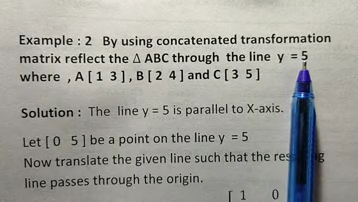 Example : 2 By using concatenated transformation
matrix reflect the Δ ABC through the line y = 5
where , A [ 1 3 ] , B [ 2 4 ] and C [ 3 5 ]
Solution : The line y = 5 is parallel to X-axis.
Let [ 0 5 ] be a point on the line y = 5
Now translate the given line such that the
line passes through the origin.
[ 1 0